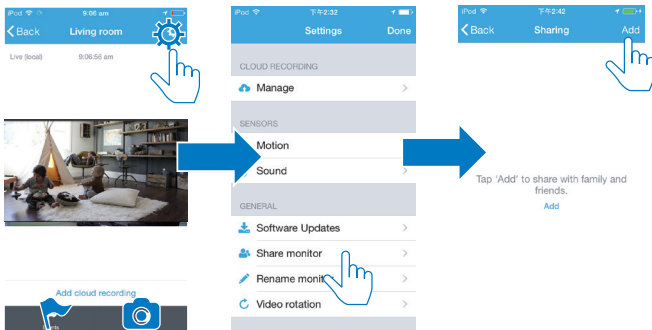 iPod 9:06 am
Back Living room
Live (local) 9:06:56 am
Add cloud recording
iPod 下午2:32
Settings Done
CLOUD RECORDING
Manage
SENSORS
Motion
Sound
GENERAL
Software Updates
Share monitor
Rename monitor
Video rotation
iPod 下午2:42
Back Sharing Add
Tap 'Add' to share with family and
friends.
Add